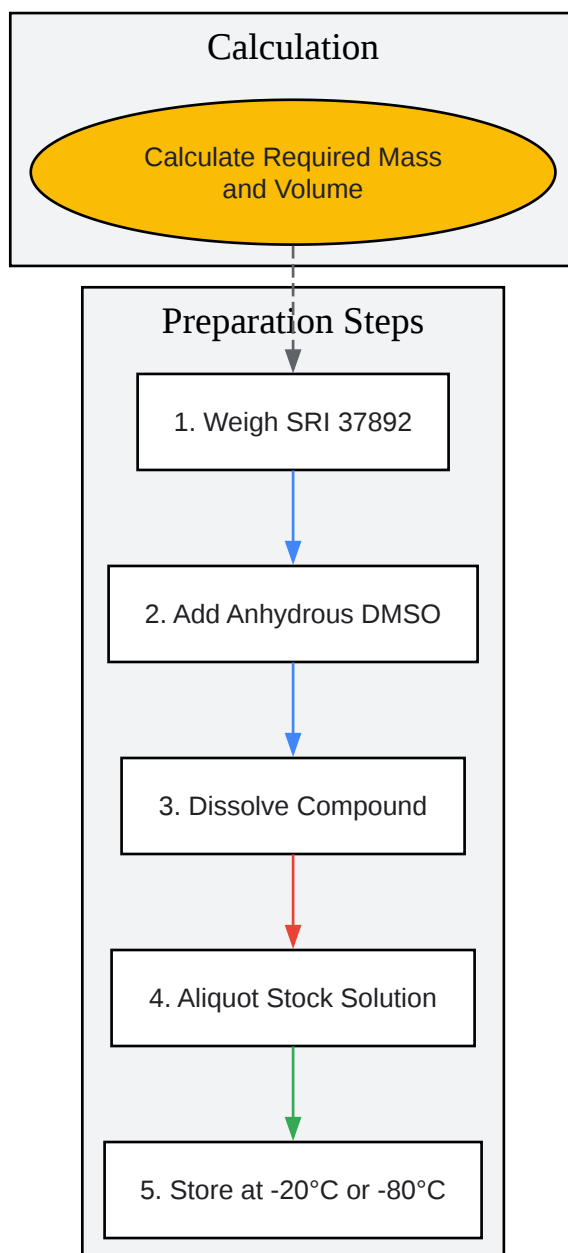 Calculation
Calculate Required Mass
and Volume
Preparation Steps
1. Weigh SRI 37892
2. Add Anhydrous DMSO
3. Dissolve Compound
4. Aliquot Stock Solution
5. Store at -20°C or -80°C